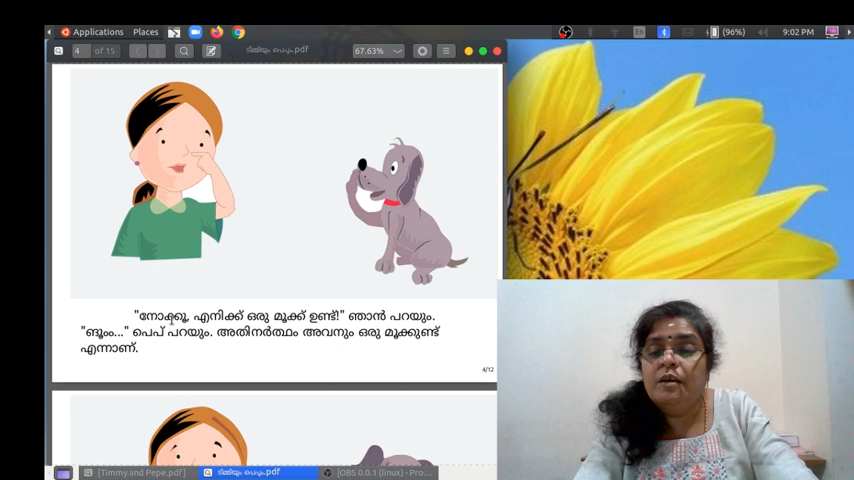 Applications Places En (96%) 9:02 PM
4 of 15 ടിമ്മിയും പെപും.pdf 67.63%
"നോക്കൂ, എനിക്ക് ഒരു മൂക്ക് ഉണ്ട്!" ഞാൻ പറയും.
"ങൂംം..." പെപ് പറയും. അതിനർത്ഥം അവനും ഒരു മൂക്കുണ്ട്
എന്നാണ്.
4/12
[Timmy and Pepe.pdf] ടിമ്മിയും പെപും.pdf [OBS 0.0.1 (linux) - Pro...